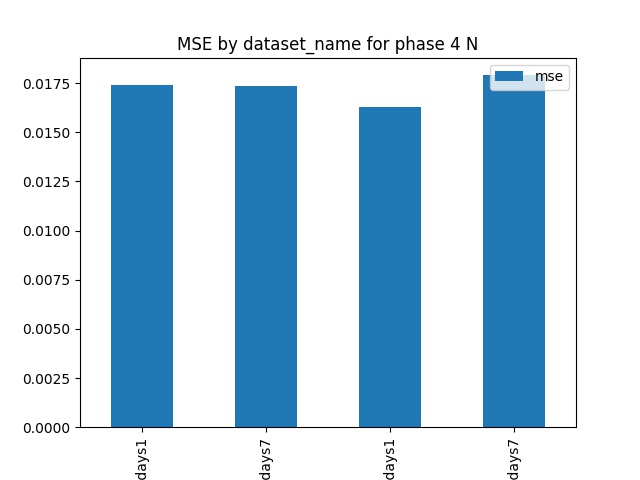 MSE by dataset_name for phase 4 N
mse
0.0175
0.0150
0.0125
0.0100
0.0075
0.0050
0.0025
0.0000
days1
days7
days1
days7